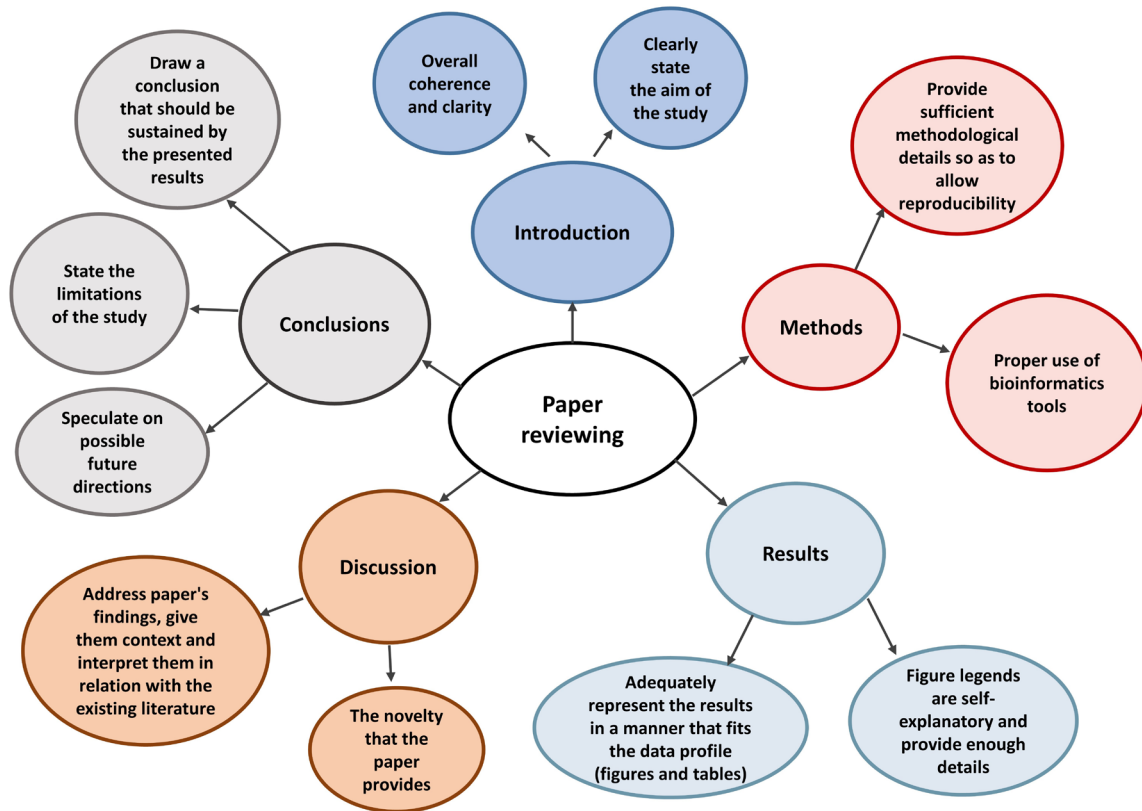 Paper
reviewing
Introduction
Overall
coherence
and clarity
Clearly
state
the aim of
the study
Methods
Provide
sufficient
methodological
details so as to
allow
reproducibility
Proper use of
bioinformatics
tools
Results
Adequately
represent the results
in a manner that fits
the data profile
(figures and tables)
Figure legends
are self-
explanatory and
provide enough
details
Discussion
Address paper's
findings, give
them context and
interpret them in
relation with the
existing literature
The novelty
that the
paper
provides
Conclusions
Draw a
conclusion
that should be
sustained by
the presented
results
State the
limitations
of the study
Speculate on
possible
future
directions